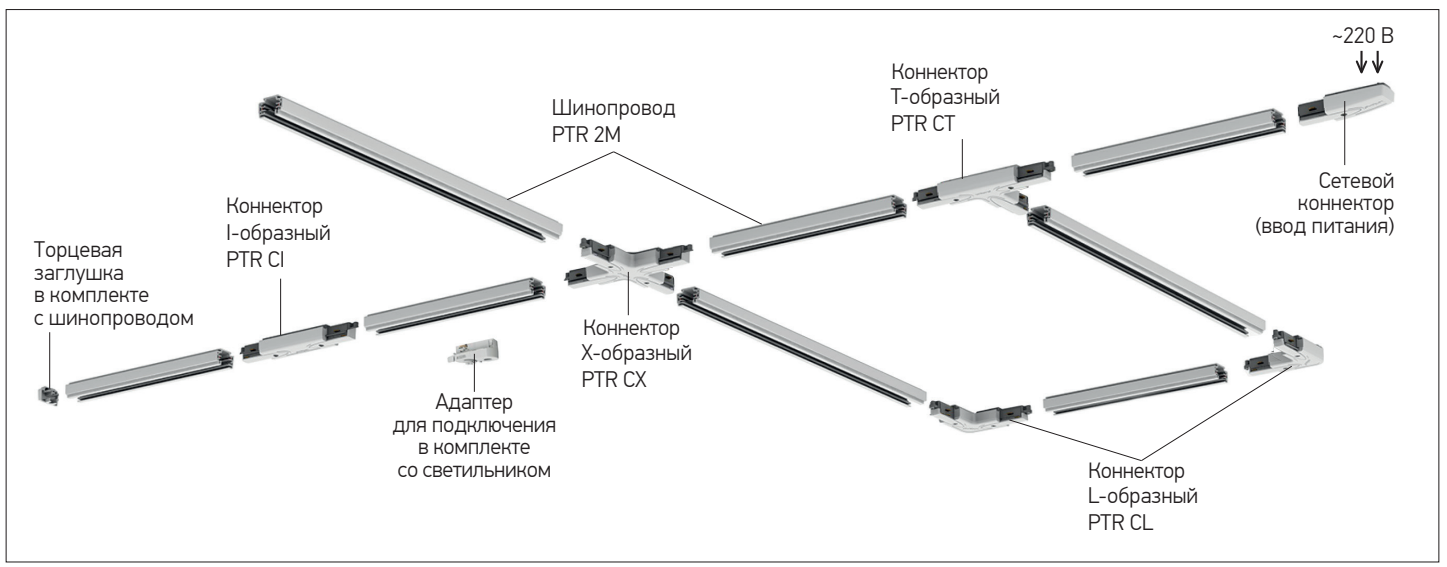 ~220 В
Коннектор
T-образный
PTR CT
Шинопровод
PTR 2M
Сетевой
коннектор
(ввод питания)
Коннектор
I-образный
PTR CI
Торцевая
заглушка
в комплекте
с шинопроводом
Коннектор
X-образный
PTR CX
Адаптер
для подключения
в комплекте
со светильником
Коннектор
L-образный
PTR CL